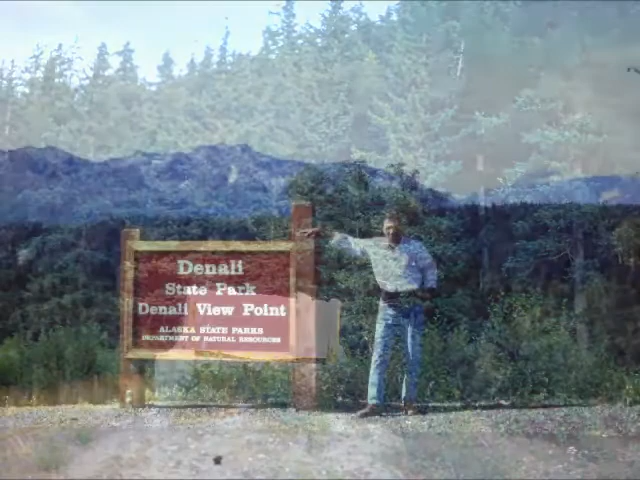 Denali
State Park
Denali View Point
ALASKA STATE PARKS
DEPARTMENT OF NATURAL RESOURCES